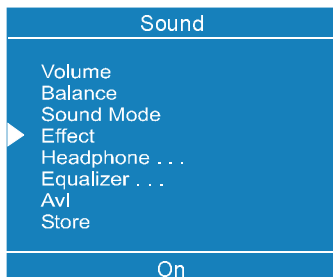 Sound
Volume
Balance
Sound Mode
Effect
Headphone . . .
Equalizer . . .
Avl
Store
On